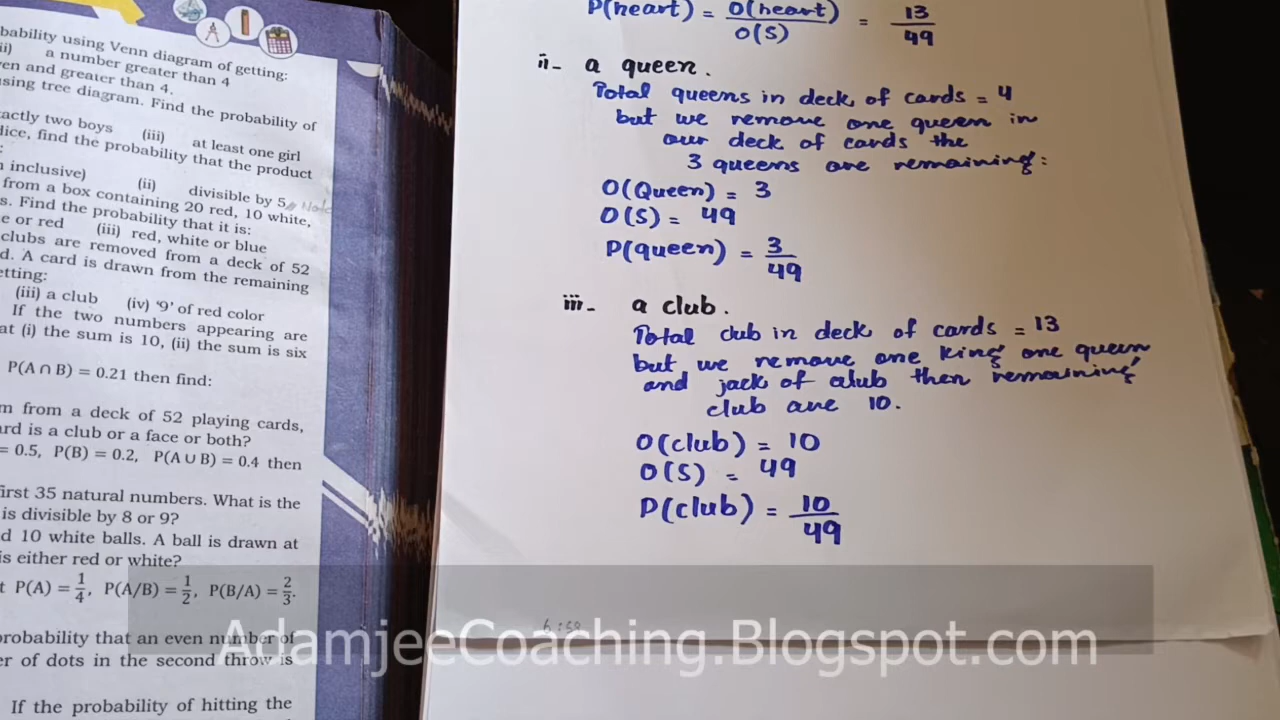 bability using Venn diagram of getting:
ii) a number greater than 4
ven and greater than 4.
using tree diagram. Find the probability of
actly two boys (iii) at least one girl
dice, find the probability that the product
:
h inclusive) (ii) divisible by 5
from a box containing 20 red, 10 white,
s. Find the probability that it is:
e or red (iii) red, white or blue
clubs are removed from a deck of 52
d. A card is drawn from the remaining
etting:
(iii) a club (iv) '9' of red color
If the two numbers appearing are
at (i) the sum is 10, (ii) the sum is six
P(A ∩ B) = 0.21 then find:
m from a deck of 52 playing cards,
ard is a club or a face or both?
= 0.5, P(B) = 0.2, P(A ∪ B) = 0.4 then
first 35 natural numbers. What is the
is divisible by 8 or 9?
d 10 white balls. A ball is drawn at
is either red or white?
t P(A) = 1/4, P(A/B) = 1/2, P(B/A) = 2/3.
probability that an even number of
er of dots in the second throw is
If the probability of hitting the
P(heart) = O(heart)/O(S) = 13/49
ii- a queen.
Total queens in deck of cards = 4
but we remove one queen in
our deck of cards the
3 queens are remaining:
O(Queen) = 3
O(S) = 49
P(queen) = 3/49
iii- a club.
Total club in deck of cards = 13
but we remove one king one queen
and jack of club then remaining
club are 10.
O(club) = 10
O(S) = 49
P(club) = 10/49
AdamjeeCoaching.Blogspot.com